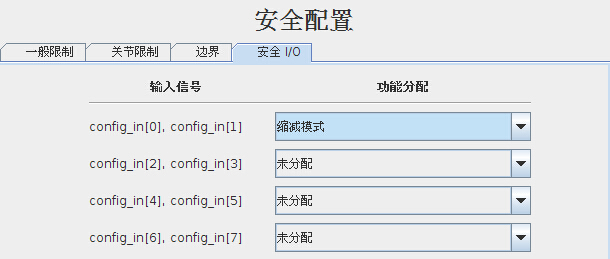 安全配置
一般限制 关节限制 边界 安全 I/O
输入信号 功能分配
config_in[0], config_in[1] 缩减模式
config_in[2], config_in[3] 未分配
config_in[4], config_in[5] 未分配
config_in[6], config_in[7] 未分配